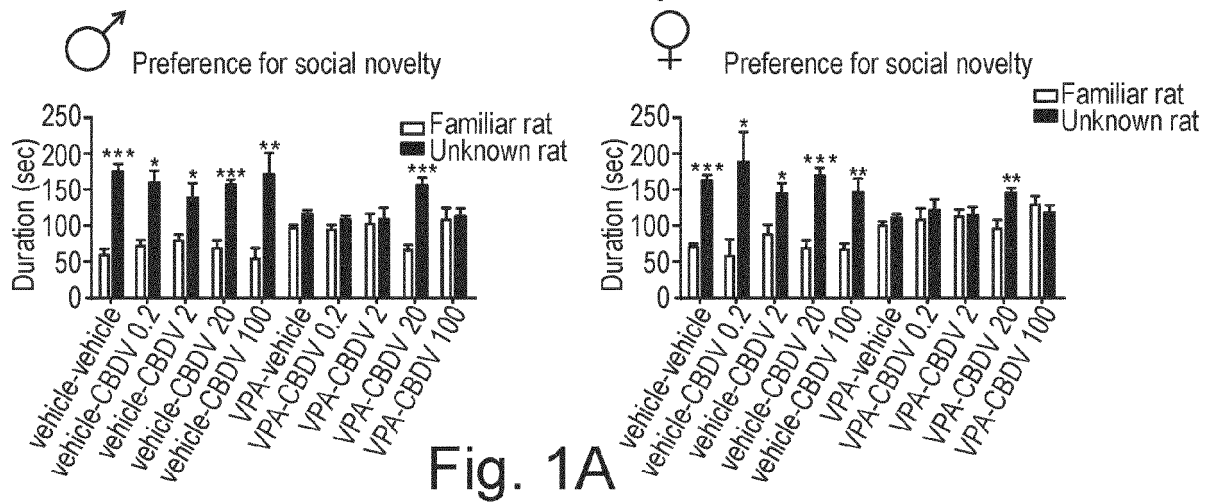 Preference for social novelty
Familiar rat
Unknown rat
Duration (sec)
250
200
150
100
50
0
***
*
*
***
**
***
vehicle-vehicle
vehicle-CBDV 0.2
vehicle-CBDV 2
vehicle-CBDV 20
vehicle-CBDV 100
VPA-vehicle
VPA-CBDV 0.2
VPA-CBDV 2
VPA-CBDV 20
VPA-CBDV 100
Preference for social novelty
Familiar rat
Unknown rat
Duration (sec)
250
200
150
100
50
0
***
*
*
***
**
**
vehicle-vehicle
vehicle-CBDV 0.2
vehicle-CBDV 2
vehicle-CBDV 20
vehicle-CBDV 100
VPA-vehicle
VPA-CBDV 0.2
VPA-CBDV 2
VPA-CBDV 20
VPA-CBDV 100
Fig. 1A